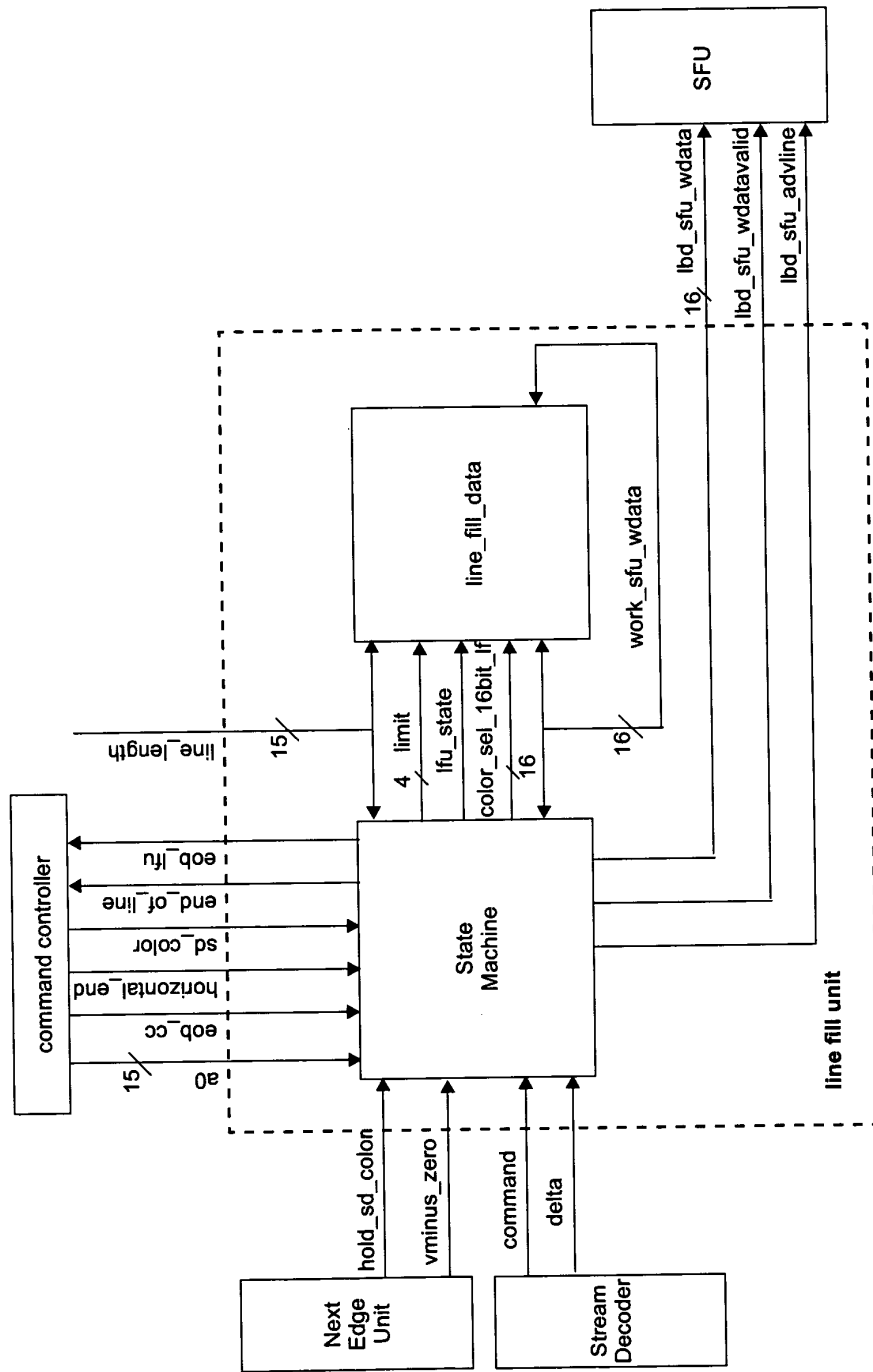 command controller
a0
15
eob_cc
horizontal_end
sd_color
end_of_line
eob_lfu
line_length
15
Next
Edge
Unit
hold_sd_colon
vminus_zero
Stream
Decoder
command
delta
State
Machine
4
limit
lfu_state
color_sel_16bit_lf
16
line_fill_data
16
work_sfu_wdata
16
lbd_sfu_wdata
lbd_sfu_wdatavalid
lbd_sfu_advline
SFU
line fill unit